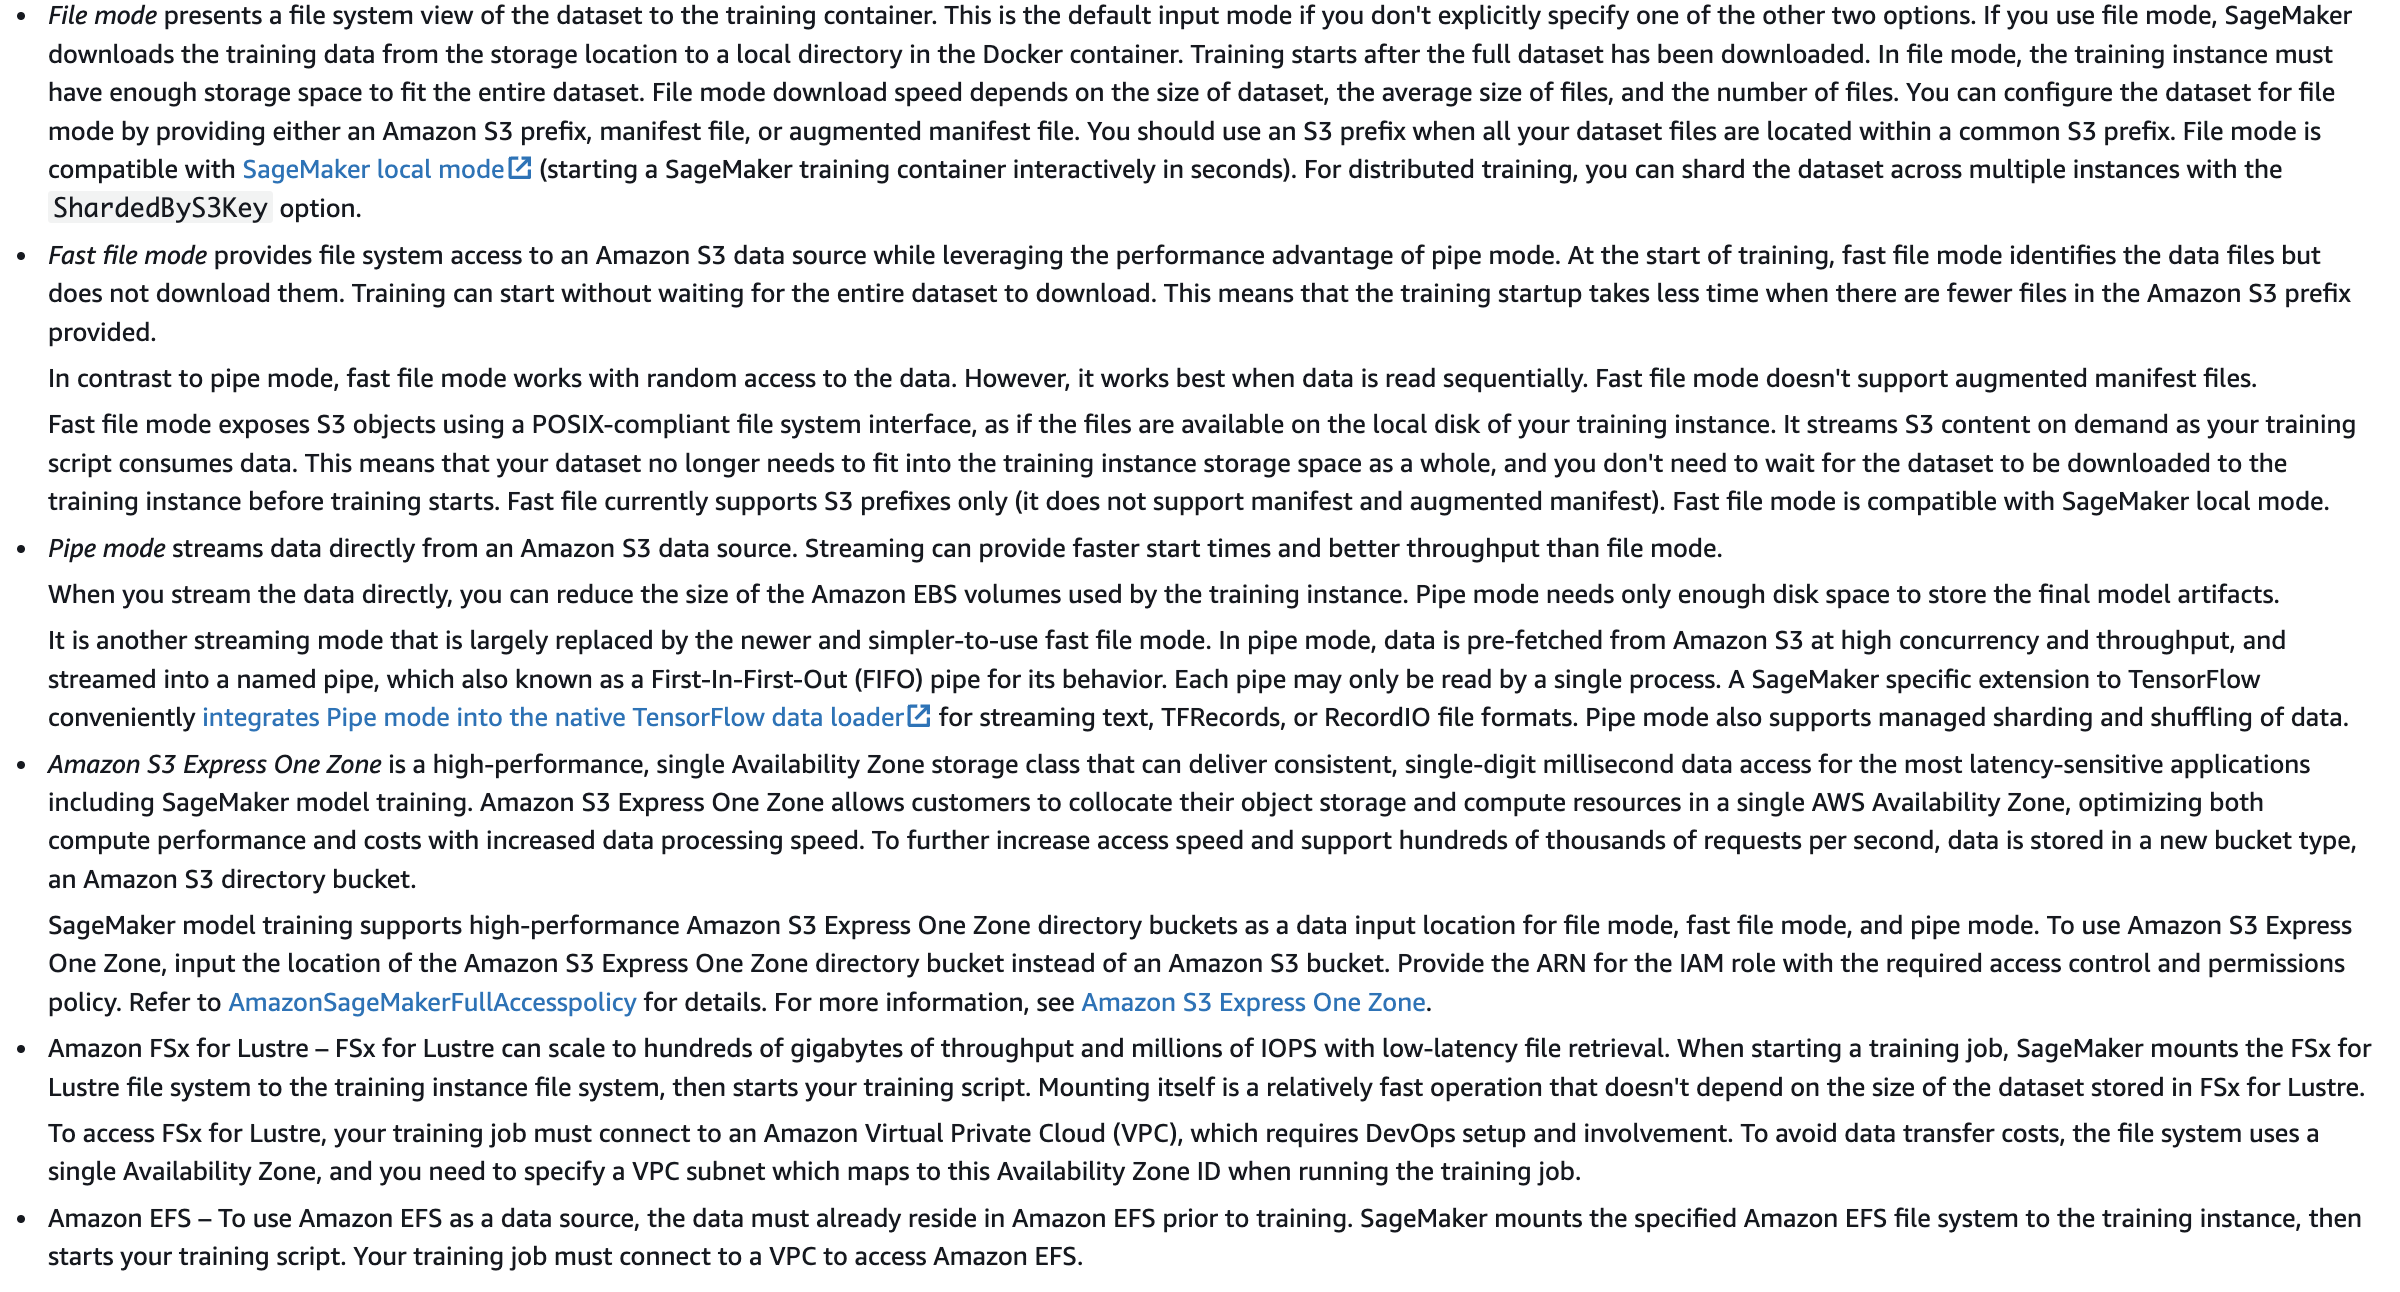 • File mode presents a file system view of the dataset to the training container. This is the default input mode if you don't explicitly specify one of the other two options. If you use file mode, SageMaker
downloads the training data from the storage location to a local directory in the Docker container. Training starts after the full dataset has been downloaded. In file mode, the training instance must
have enough storage space to fit the entire dataset. File mode download speed depends on the size of dataset, the average size of files, and the number of files. You can configure the dataset for file
mode by providing either an Amazon S3 prefix, manifest file, or augmented manifest file. You should use an S3 prefix when all your dataset files are located within a common S3 prefix. File mode is
compatible with SageMaker local mode (starting a SageMaker training container interactively in seconds). For distributed training, you can shard the dataset across multiple instances with the
ShardedByS3Key option.
• Fast file mode provides file system access to an Amazon S3 data source while leveraging the performance advantage of pipe mode. At the start of training, fast file mode identifies the data files but
does not download them. Training can start without waiting for the entire dataset to download. This means that the training startup takes less time when there are fewer files in the Amazon S3 prefix
provided.
In contrast to pipe mode, fast file mode works with random access to the data. However, it works best when data is read sequentially. Fast file mode doesn't support augmented manifest files.
Fast file mode exposes S3 objects using a POSIX-compliant file system interface, as if the files are available on the local disk of your training instance. It streams S3 content on demand as your training
script consumes data. This means that your dataset no longer needs to fit into the training instance storage space as a whole, and you don't need to wait for the dataset to be downloaded to the
training instance before training starts. Fast file currently supports S3 prefixes only (it does not support manifest and augmented manifest). Fast file mode is compatible with SageMaker local mode.
• Pipe mode streams data directly from an Amazon S3 data source. Streaming can provide faster start times and better throughput than file mode.
When you stream the data directly, you can reduce the size of the Amazon EBS volumes used by the training instance. Pipe mode needs only enough disk space to store the final model artifacts.
It is another streaming mode that is largely replaced by the newer and simpler-to-use fast file mode. In pipe mode, data is pre-fetched from Amazon S3 at high concurrency and throughput, and
streamed into a named pipe, which also known as a First-In-First-Out (FIFO) pipe for its behavior. Each pipe may only be read by a single process. A SageMaker specific extension to TensorFlow
conveniently integrates Pipe mode into the native TensorFlow data loader for streaming text, TFRecords, or RecordIO file formats. Pipe mode also supports managed sharding and shuffling of data.
• Amazon S3 Express One Zone is a high-performance, single Availability Zone storage class that can deliver consistent, single-digit millisecond data access for the most latency-sensitive applications
including SageMaker model training. Amazon S3 Express One Zone allows customers to collocate their object storage and compute resources in a single AWS Availability Zone, optimizing both
compute performance and costs with increased data processing speed. To further increase access speed and support hundreds of thousands of requests per second, data is stored in a new bucket type,
an Amazon S3 directory bucket.
SageMaker model training supports high-performance Amazon S3 Express One Zone directory buckets as a data input location for file mode, fast file mode, and pipe mode. To use Amazon S3 Express
One Zone, input the location of the Amazon S3 Express One Zone directory bucket instead of an Amazon S3 bucket. Provide the ARN for the IAM role with the required access control and permissions
policy. Refer to AmazonSageMakerFullAccesspolicy for details. For more information, see Amazon S3 Express One Zone.
• Amazon FSx for Lustre – FSx for Lustre can scale to hundreds of gigabytes of throughput and millions of IOPS with low-latency file retrieval. When starting a training job, SageMaker mounts the FSx for
Lustre file system to the training instance file system, then starts your training script. Mounting itself is a relatively fast operation that doesn't depend on the size of the dataset stored in FSx for Lustre.
To access FSx for Lustre, your training job must connect to an Amazon Virtual Private Cloud (VPC), which requires DevOps setup and involvement. To avoid data transfer costs, the file system uses a
single Availability Zone, and you need to specify a VPC subnet which maps to this Availability Zone ID when running the training job.
• Amazon EFS – To use Amazon EFS as a data source, the data must already reside in Amazon EFS prior to training. SageMaker mounts the specified Amazon EFS file system to the training instance, then
starts your training script. Your training job must connect to a VPC to access Amazon EFS.